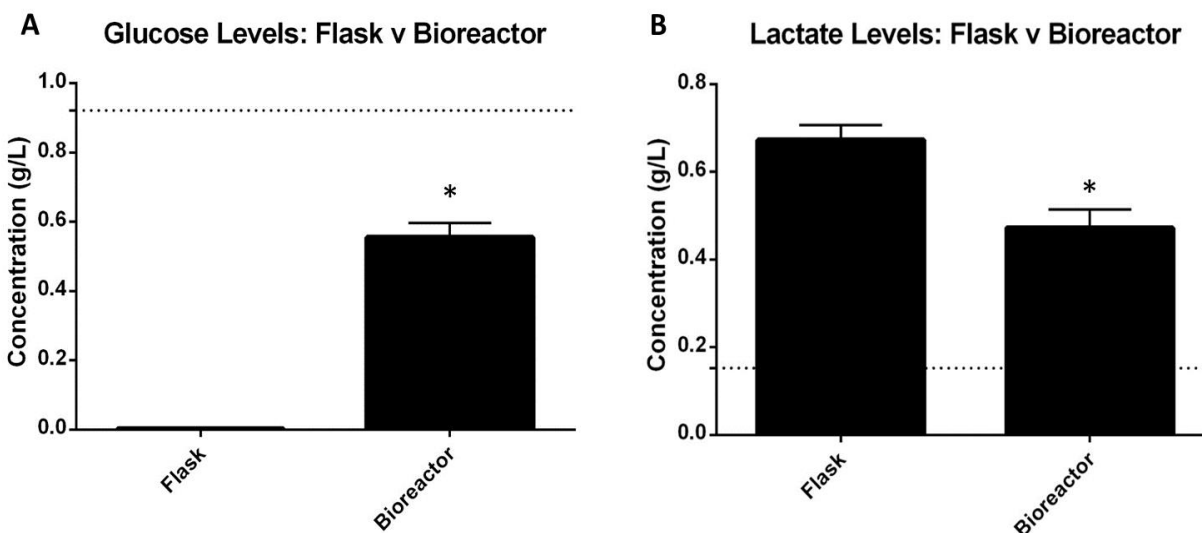 A
Glucose Levels: Flask v Bioreactor
Concentration (g/L)
1.0
0.8
0.6
0.4
0.2
0.0
*
Flask
Bioreactor
B
Lactate Levels: Flask v Bioreactor
Concentration (g/L)
0.8
0.6
0.4
0.2
0.0
*
Flask
Bioreactor